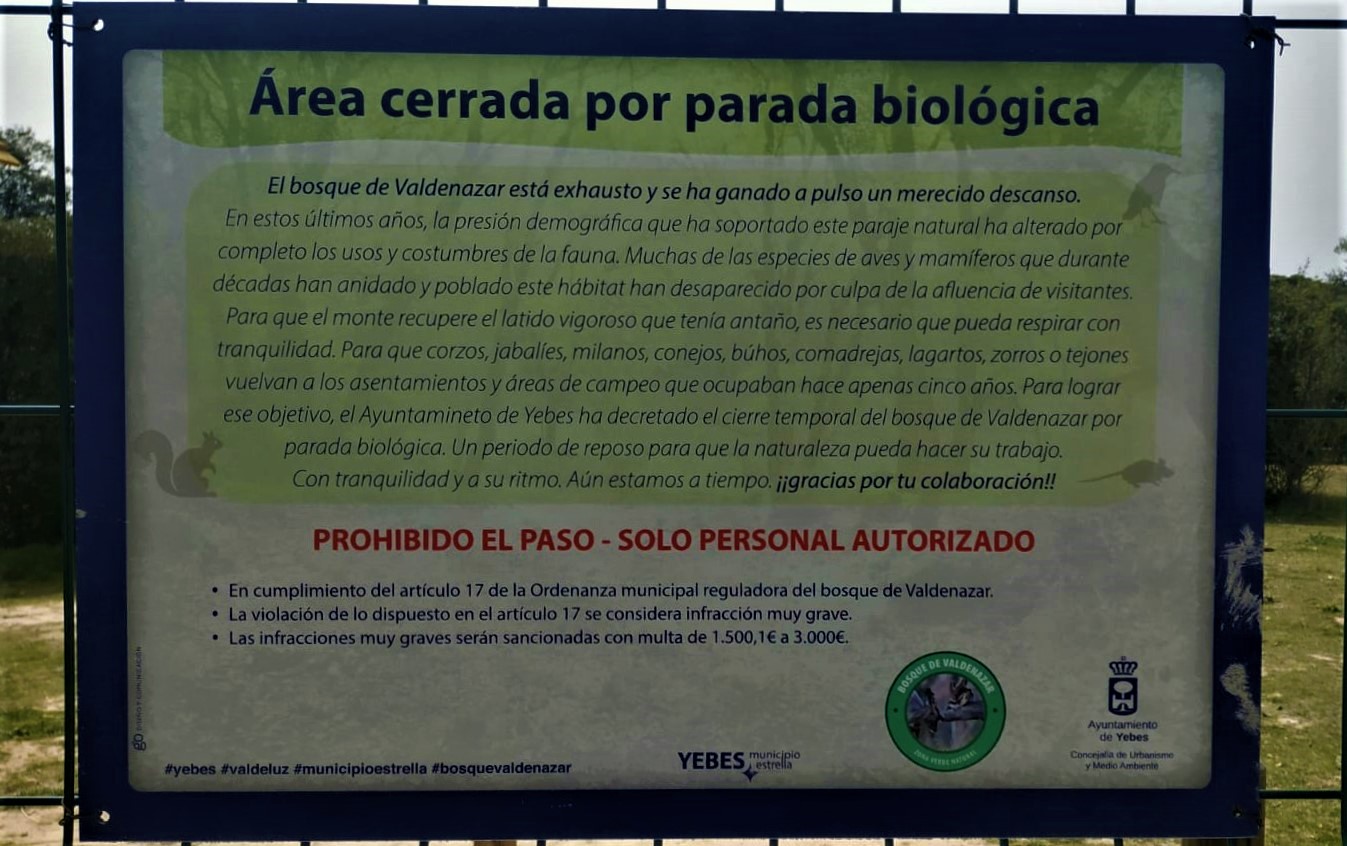 Área cerrada por parada biológica
El bosque de Valdenazar está exhausto y se ha ganado a pulso un merecido descanso.
En estos últimos años, la presión demográfica que ha soportado este paraje natural ha alterado por
completo los usos y costumbres de la fauna. Muchas de las especies de aves y mamíferos que durante
décadas han anidado y poblado este hábitat han desaparecido por culpa de la afluencia de visitantes.
Para que el monte recupere el latido vigoroso que tenía antaño, es necesario que pueda respirar con
tranquilidad. Para que corzos, jabalíes, milanos, conejos, búhos, comadrejas, lagartos, zorros o tejones
vuelvan a los asentamientos y áreas de campeo que ocupaban hace apenas cinco años. Para lograr
ese objetivo, el Ayuntamineto de Yebes ha decretado el cierre temporal del bosque de Valdenazar por
parada biológica. Un periodo de reposo para que la naturaleza pueda hacer su trabajo.
Con tranquilidad y a su ritmo. Aún estamos a tiempo. ¡¡gracias por tu colaboración!!
PROHIBIDO EL PASO - SOLO PERSONAL AUTORIZADO
• En cumplimiento del artículo 17 de la Ordenanza municipal reguladora del bosque de Valdenazar.
• La violación de lo dispuesto en el artículo 17 se considera infracción muy grave.
• Las infracciones muy graves serán sancionadas con multa de 1.500,1€ a 3.000€.
go DISEÑO Y COMUNICACIÓN
#yebes #valdeluz #municipioestrella #bosquevaldenazar
YEBES municipio
estrella
BOSQUE DE VALDENAZAR
ZONA VERDE NATURAL
Ayuntamiento
de Yebes
Concejalía de Urbanismo
y Medio Ambiente